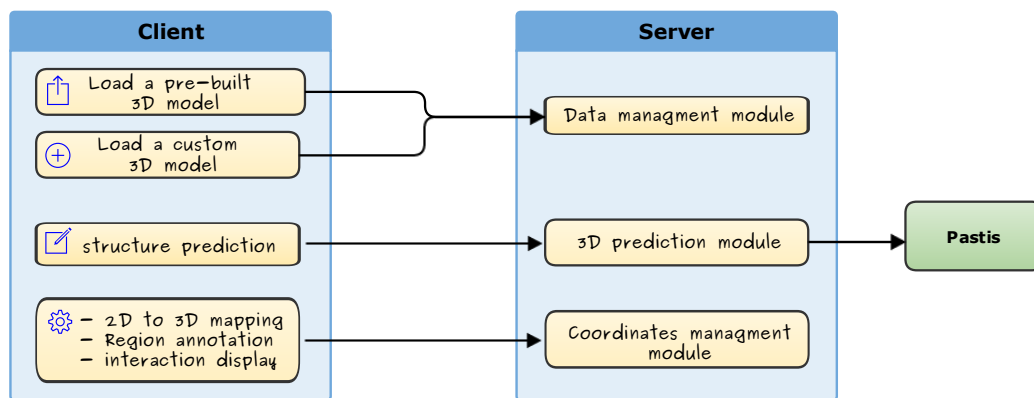 Client
Load a pre-built
3D model
Load a custom
3D model
structure prediction
- 2D to 3D mapping
- Region annotation
- interaction display
Server
Data managment module
3D prediction module
Coordinates managment
module
Pastis